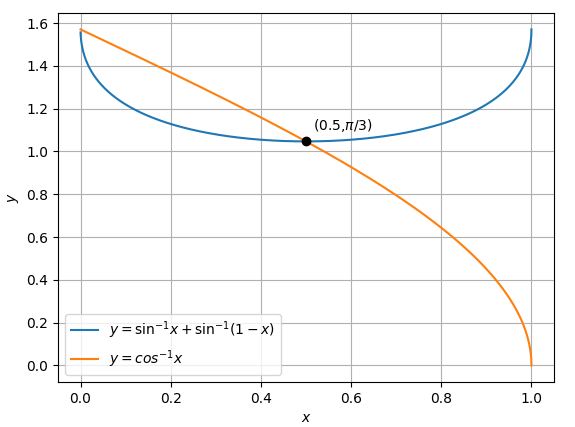 1.6
1.4
1.2
1.0
0.8
0.6
0.4
0.2
0.0
y
(0.5,π/3)
y = sin⁻¹x + sin⁻¹(1 − x)
y = cos⁻¹x
0.0 0.2 0.4 0.6 0.8 1.0
x